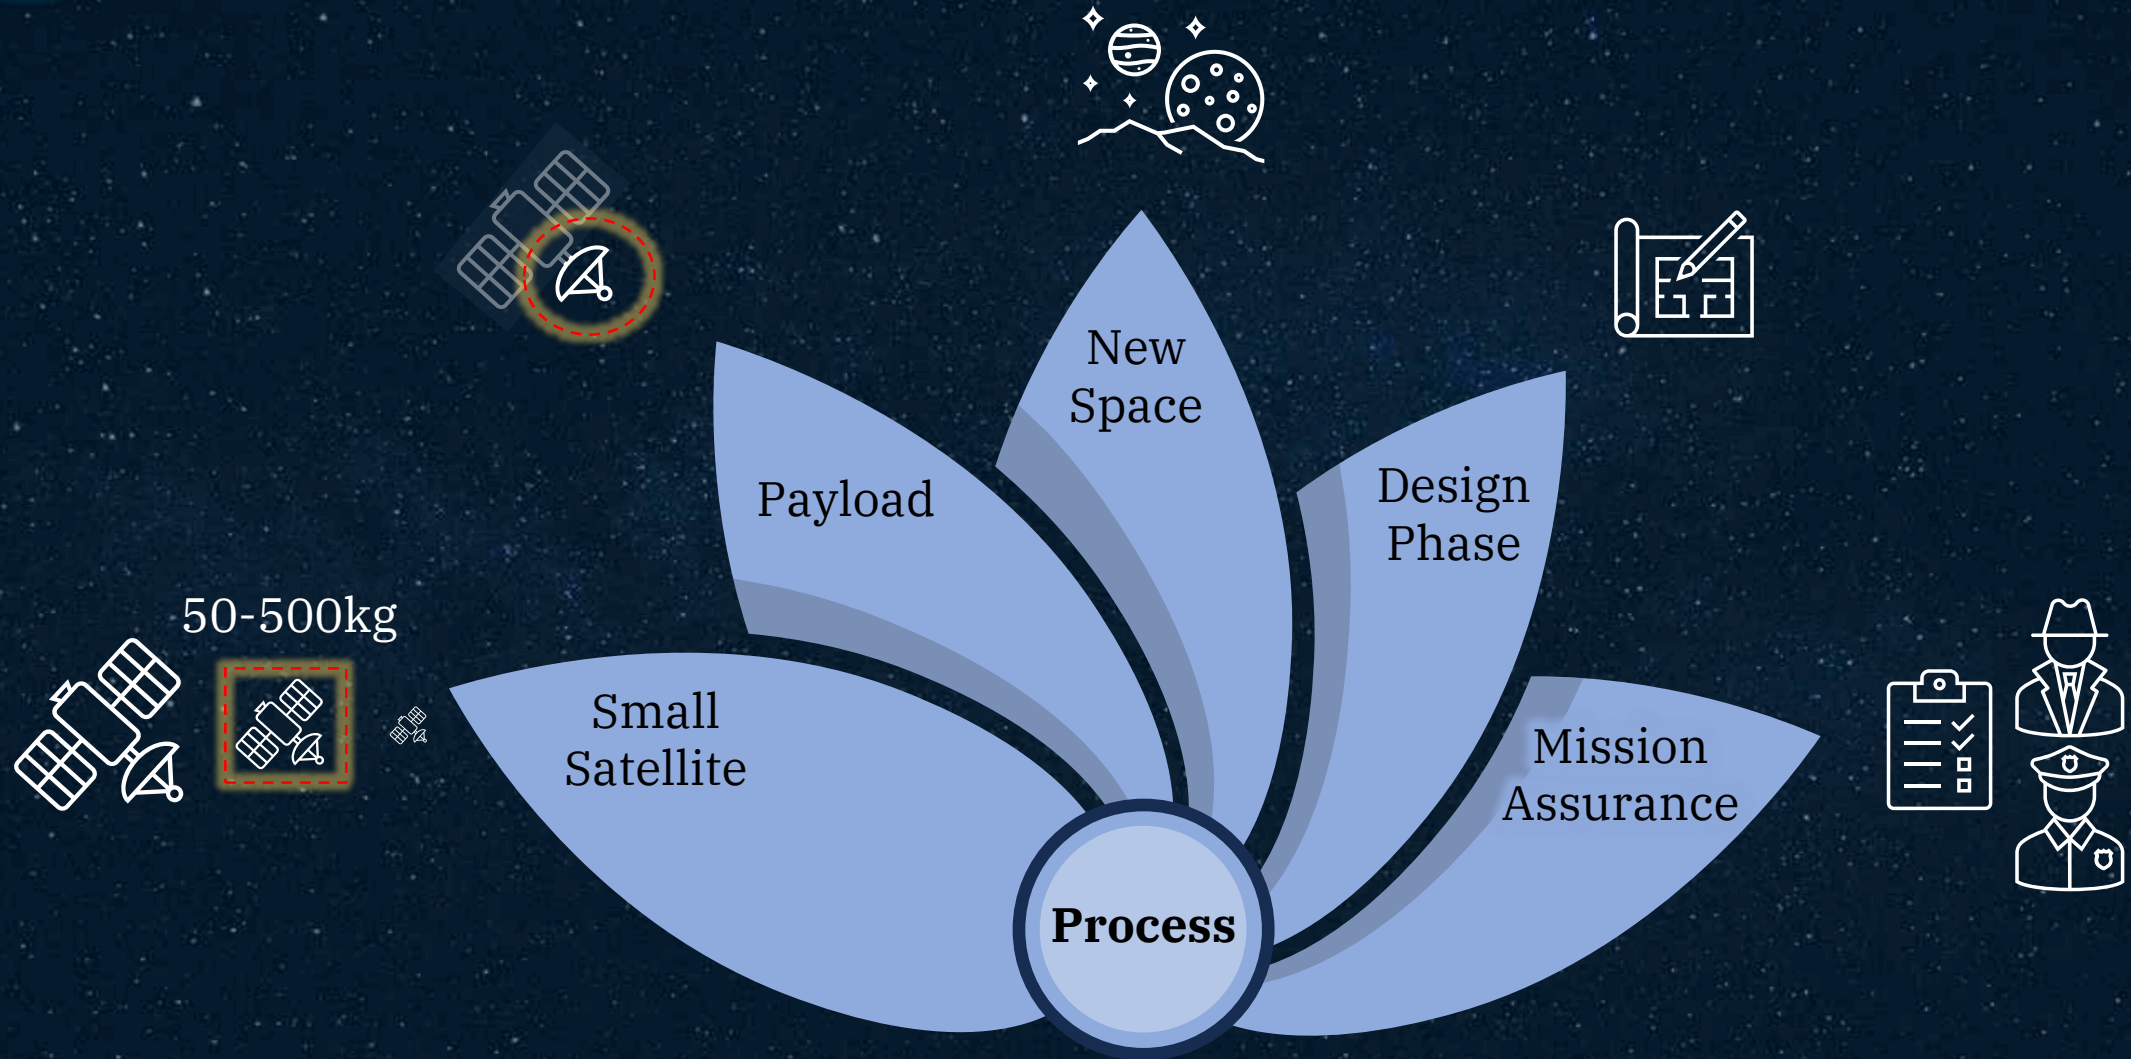 New
Space
Payload
Design
Phase
50-500kg
Small
Satellite
Mission
Assurance
Process